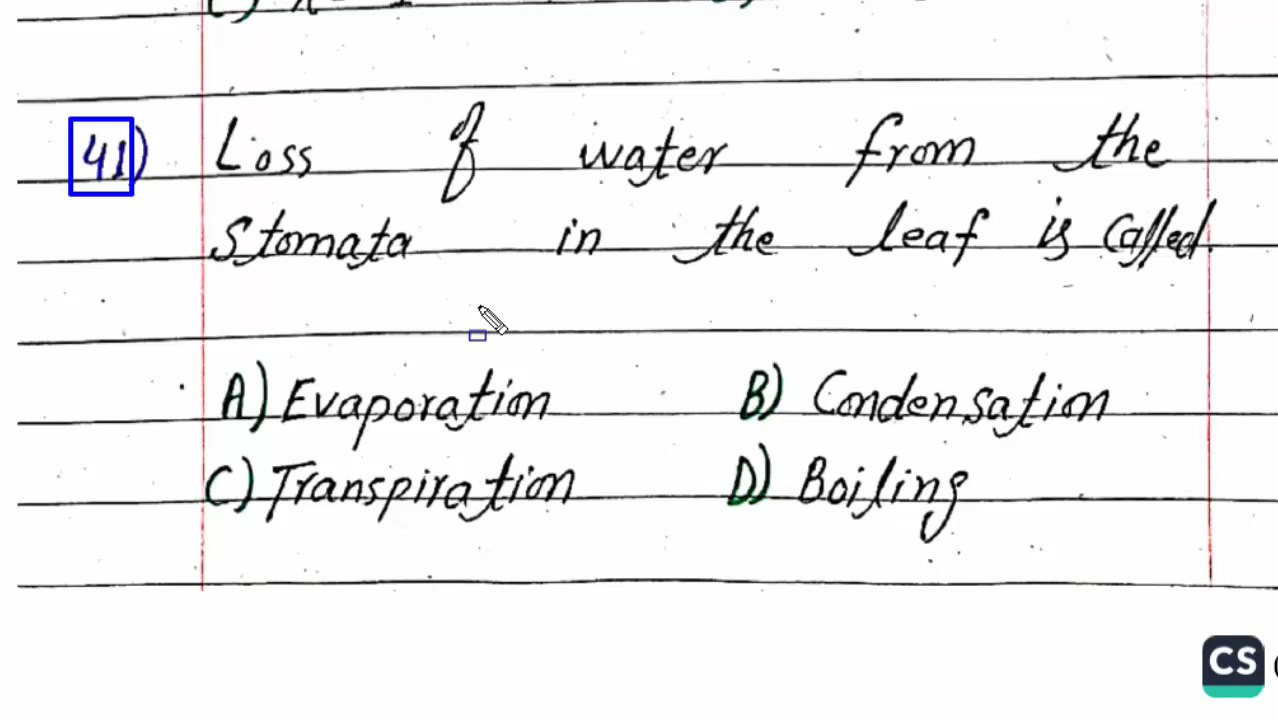 41) Loss of water from the
Stomata in the leaf is Called.
A) Evaporation B) Condensation
C) Transpiration D) Boiling
CS